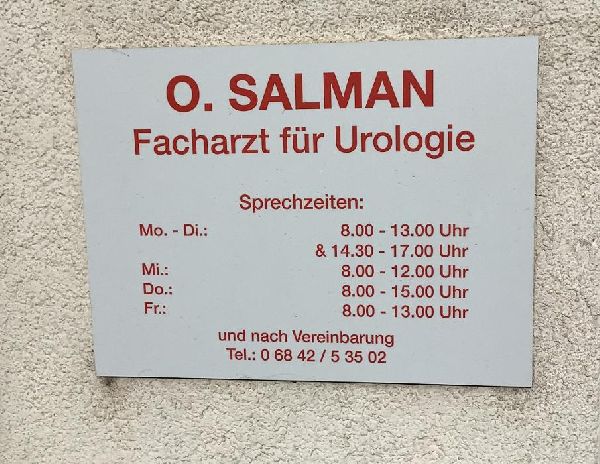 O. SALMAN
Facharzt für Urologie
Sprechzeiten:
Mo. - Di.: 8.00 - 13.00 Uhr
& 14.30 - 17.00 Uhr
Mi.: 8.00 - 12.00 Uhr
Do.: 8.00 - 15.00 Uhr
Fr.: 8.00 - 13.00 Uhr
und nach Vereinbarung
Tel.: 0 68 42 / 5 35 02